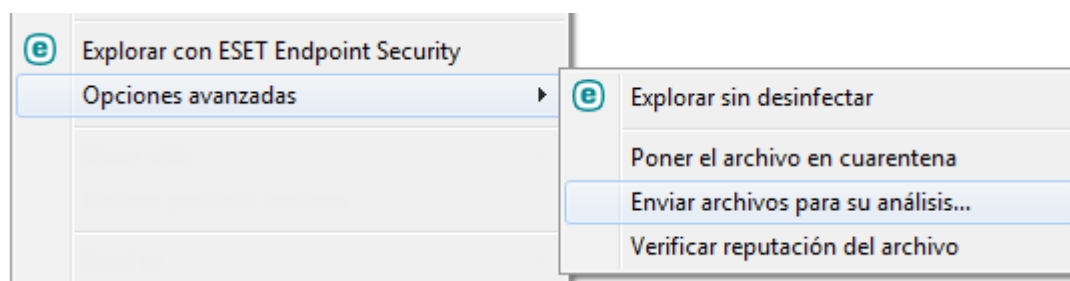 Explorar con ESET Endpoint Security
Opciones avanzadas
Explorar sin desinfectar
Poner el archivo en cuarentena
Enviar archivos para su análisis...
Verificar reputación del archivo